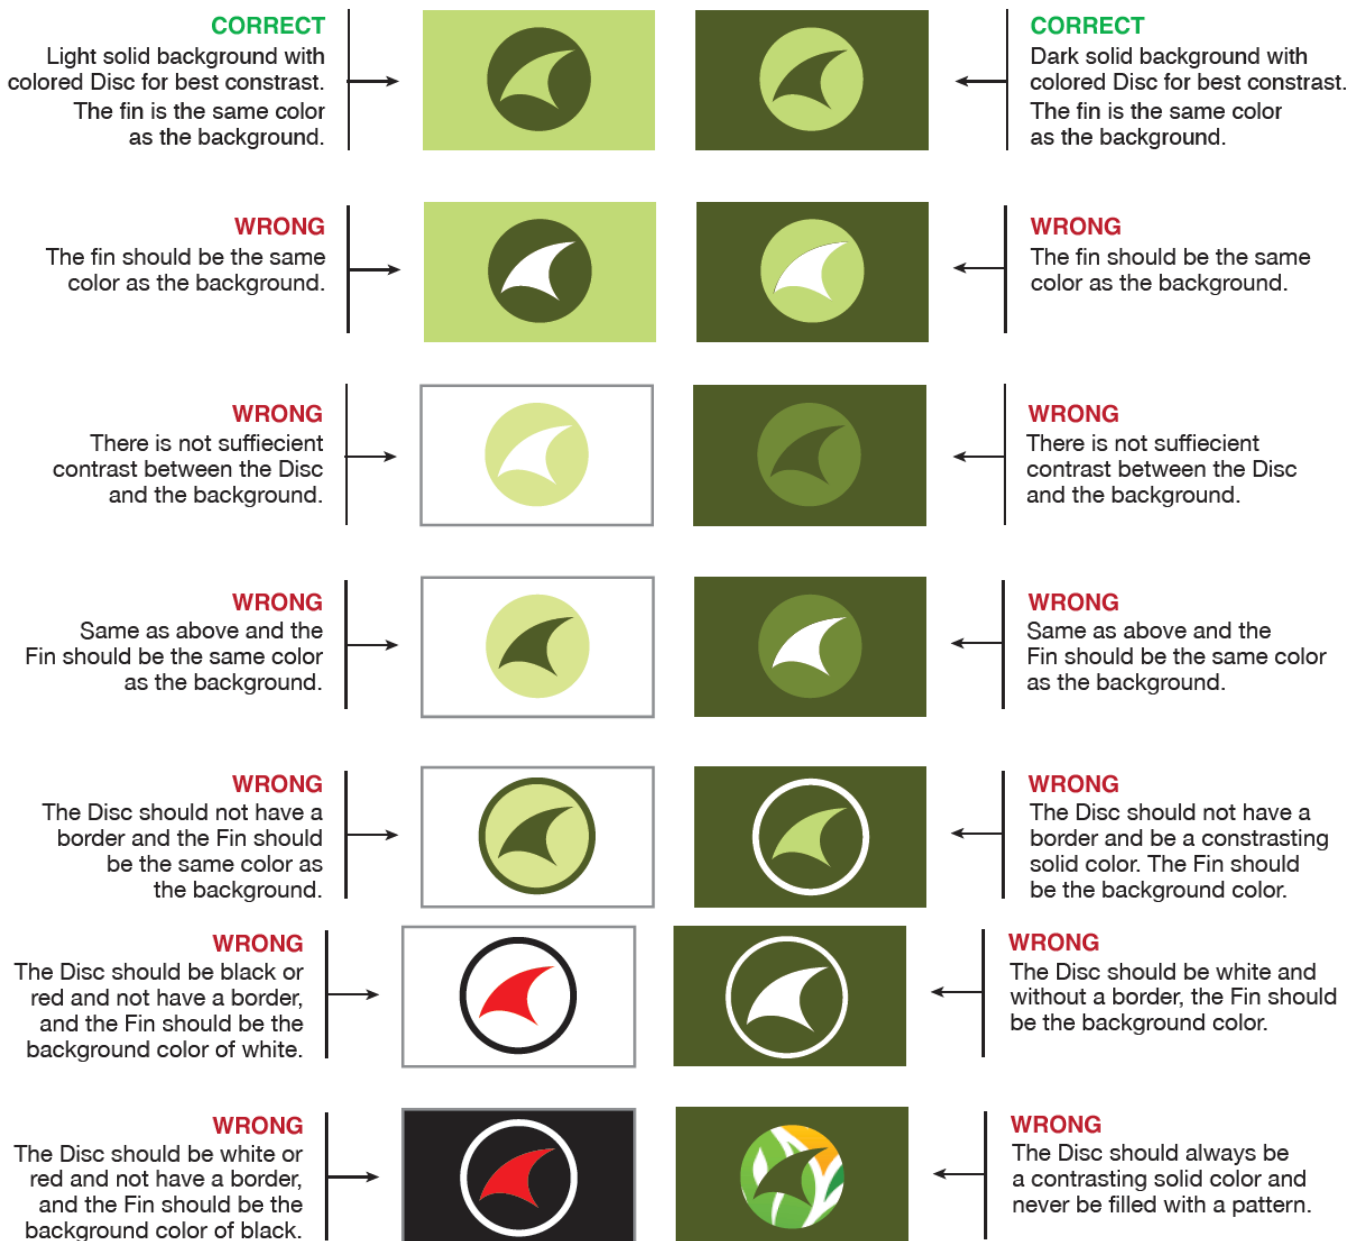 CORRECT
Light solid background with
colored Disc for best constrast.
The fin is the same color
as the background.
CORRECT
Dark solid background with
colored Disc for best constrast.
The fin is the same color
as the background.
WRONG
The fin should be the same
color as the background.
WRONG
The fin should be the same
color as the background.
WRONG
There is not suffiecient
contrast between the Disc
and the background.
WRONG
There is not suffiecient
contrast between the Disc
and the background.
WRONG
Same as above and the
Fin should be the same color
as the background.
WRONG
Same as above and the
Fin should be the same color
as the background.
WRONG
The Disc should not have a
border and the Fin should
be the same color as
the background.
WRONG
The Disc should not have a
border and be a constrasting
solid color. The Fin should
be the background color.
WRONG
The Disc should be black or
red and not have a border,
and the Fin should be the
background color of white.
WRONG
The Disc should be white and
without a border, the Fin should
be the background color.
WRONG
The Disc should be white or
red and not have a border,
and the Fin should be the
background color of black.
WRONG
The Disc should always be
a contrasting solid color and
never be filled with a pattern.